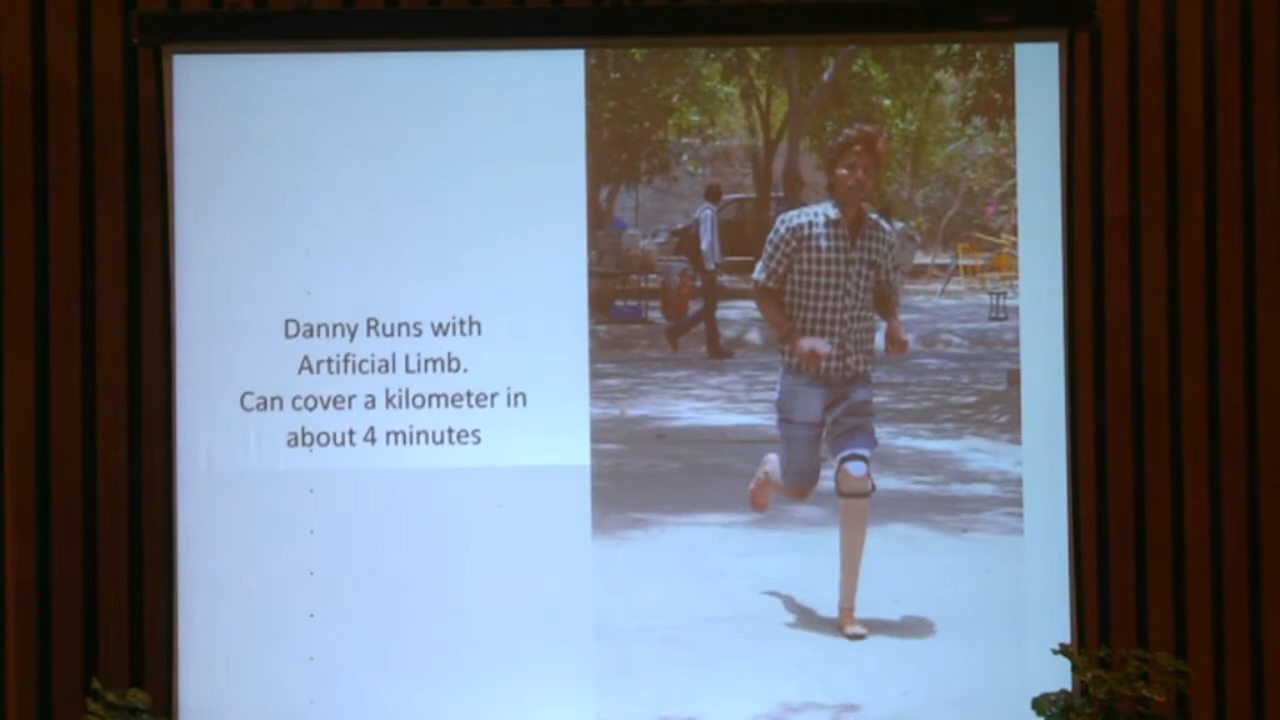 Danny Runs with
Artificial Limb.
Can cover a kilometer in
about 4 minutes